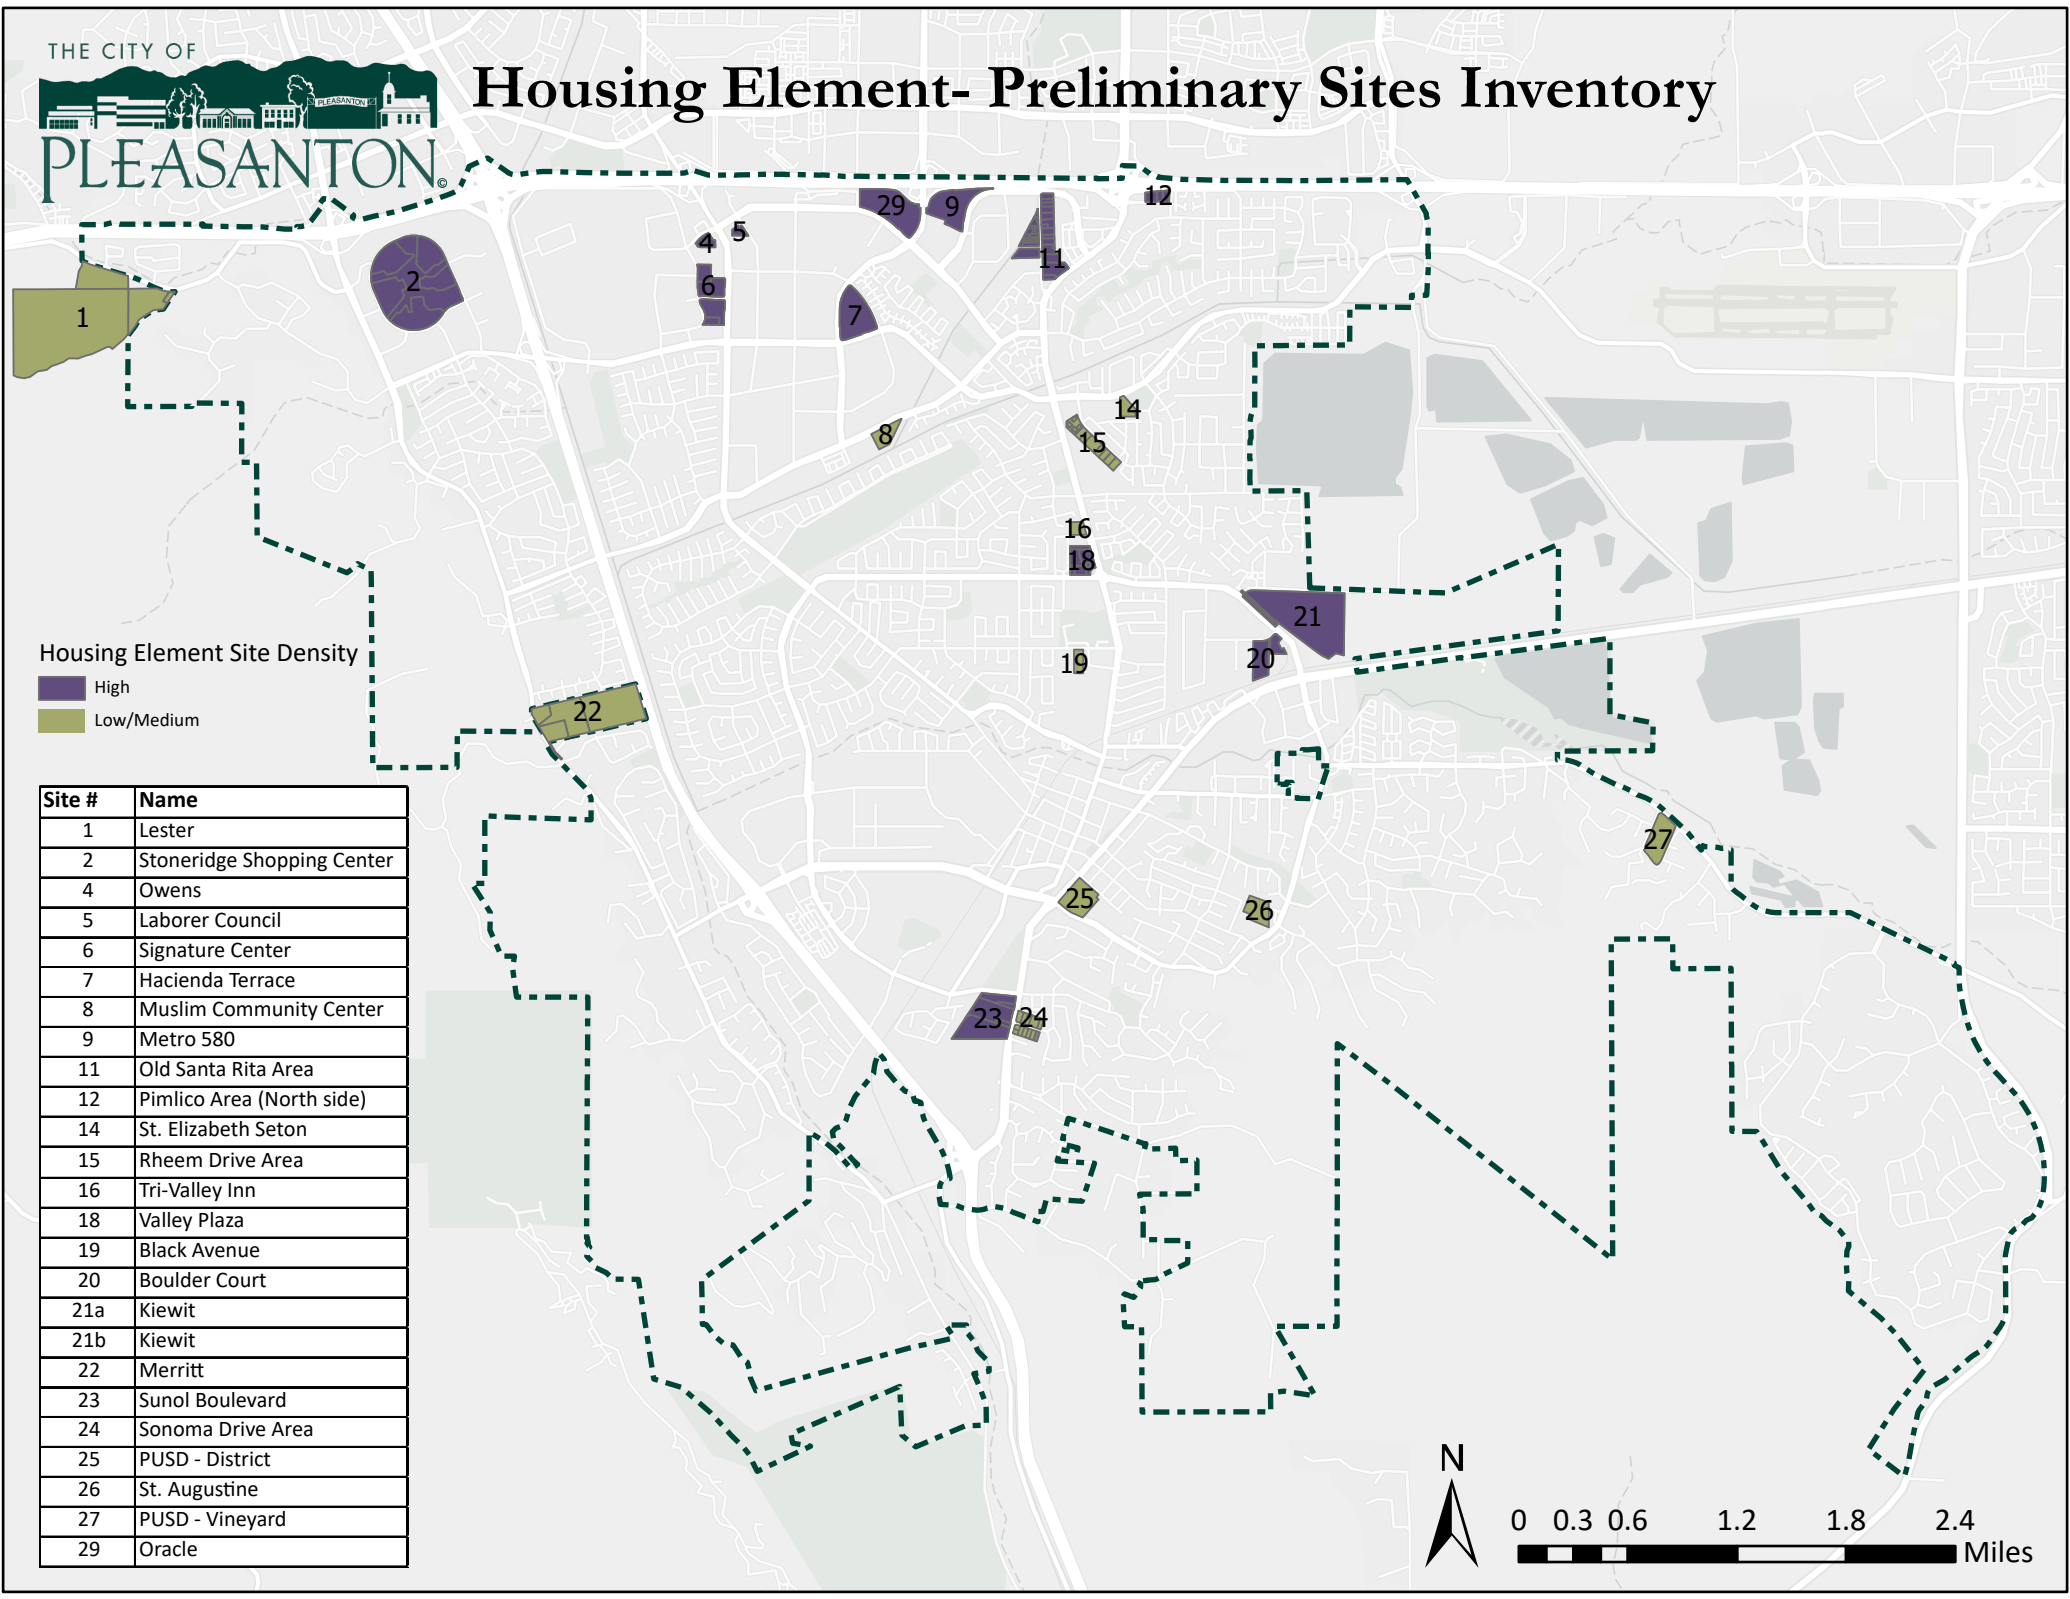 THE CITY OF
PLEASANTON
PLEASANTON©
Housing Element- Preliminary Sites Inventory
12
29
9
5
4
11
2
6
1
7
14
8
15
16
18
21
20
19
22
Housing Element Site Density
High
Low/Medium
27
25
26
23
24
Site # Name
1 Lester
2 Stoneridge Shopping Center
4 Owens
5 Laborer Council
6 Signature Center
7 Hacienda Terrace
8 Muslim Community Center
9 Metro 580
11 Old Santa Rita Area
12 Pimlico Area (North side)
14 St. Elizabeth Seton
15 Rheem Drive Area
16 Tri-Valley Inn
18 Valley Plaza
19 Black Avenue
20 Boulder Court
21a Kiewit
21b Kiewit
22 Merritt
23 Sunol Boulevard
24 Sonoma Drive Area
25 PUSD - District
26 St. Augustine
27 PUSD - Vineyard
29 Oracle
N
0 0.3 0.6 1.2 1.8 2.4
Miles